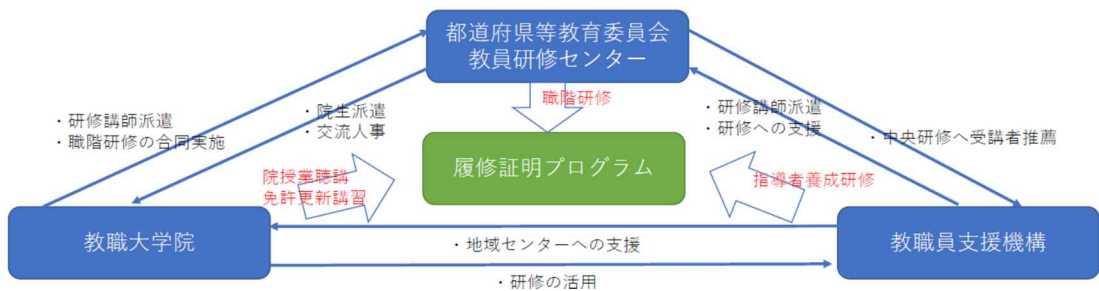 都道府県等教育委員会
教員研修センター
職階研修
・研修講師派遣
・職階研修の合同実施
・院生派遣
・交流人事
・研修講師派遣
・研修への支援
・中央研修へ受講者推薦
履修証明プログラム
院授業聴講
免許更新講習
指導者養成研修
教職大学院
教職員支援機構
・地域センターへの支援
・研修の活用